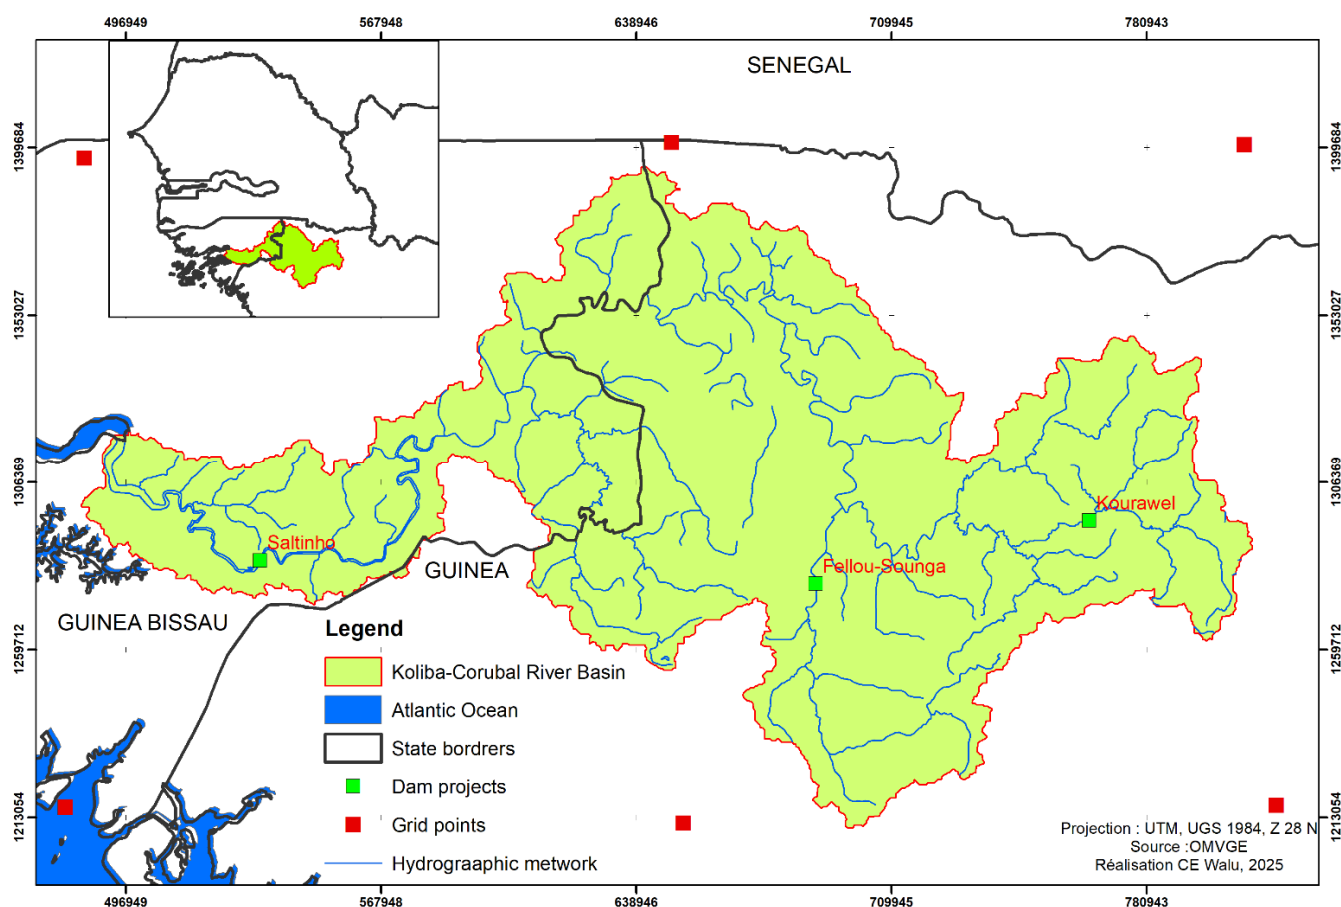 496949 567948 638946 709945 780943
SENEGAL
1399684 1399684
1353027 1353027
1306369 1306369
Kourawel
Saltinho
Fellou-Sounga
GUINEA
GUINEA BISSAU
1259712 1259712
Legend
Koliba-Corubal River Basin
Atlantic Ocean
State bordrers
Dam projects
Grid points
Hydrograaphic metwork
1213054 1213054
Projection : UTM, UGS 1984, Z 28 N
Source :OMVGE
Réalisation CE Walu, 2025
496949 567948 638946 709945 780943